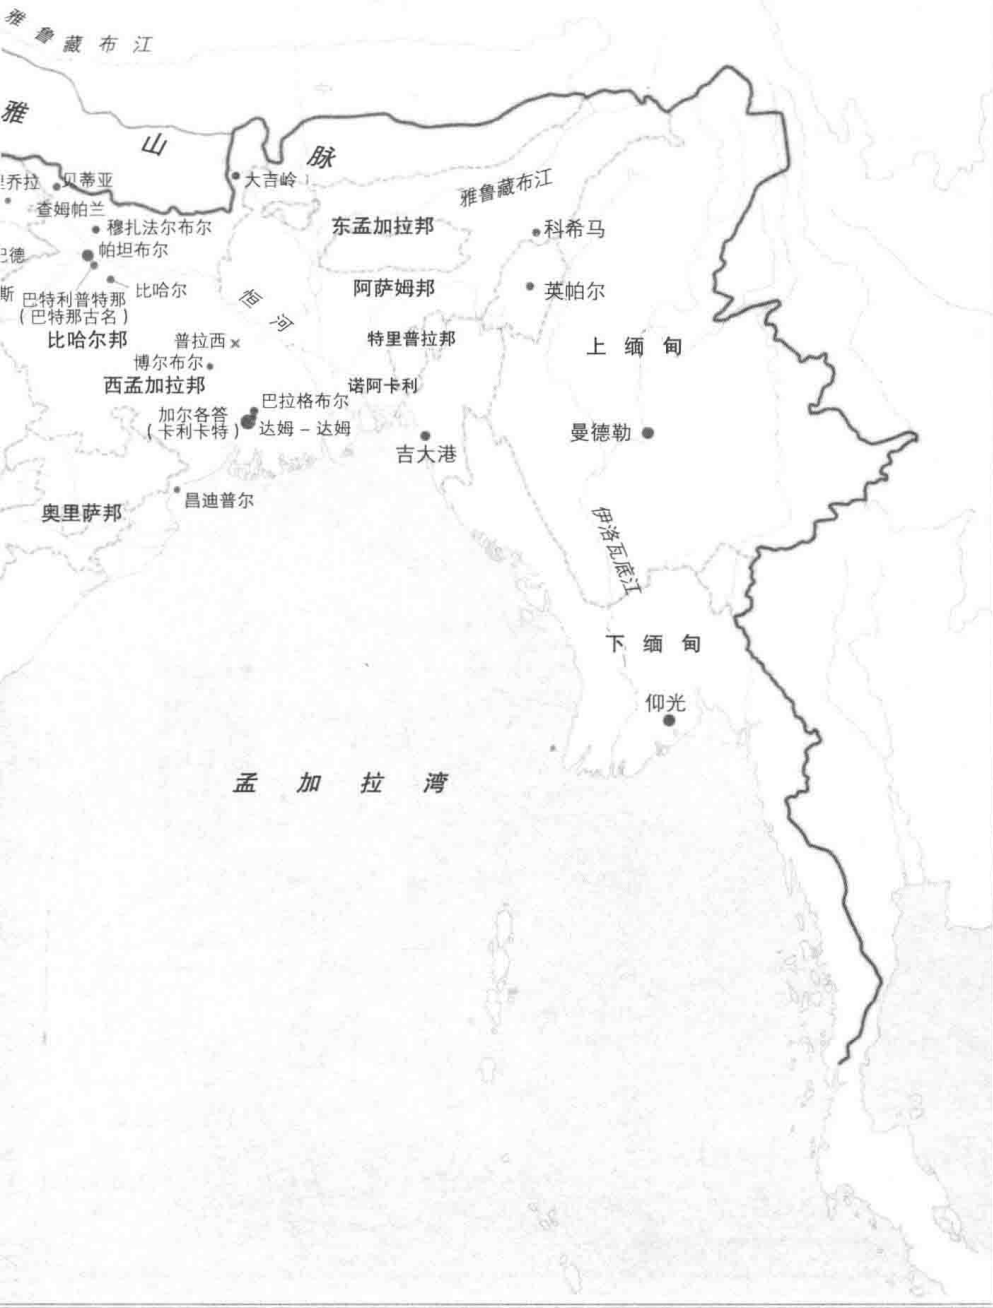 雅鲁藏布江
雅
山
脉
乔拉
贝蒂亚
大吉岭
查姆帕兰
雅鲁藏布江
穆扎法尔布尔
东孟加拉邦
科希马
帕坦布尔
德
斯
比哈尔
巴特利普特那
（巴特那古名）
阿萨姆邦
英帕尔
恒河
比哈尔邦
普拉西
特里普拉邦
上缅甸
博尔布尔
西孟加拉邦
诺阿卡利
巴拉格布尔
加尔各答
（卡利卡特）
达姆－达姆
曼德勒
吉大港
昌迪普尔
奥里萨邦
伊洛瓦底江
下缅甸
仰光
孟加拉湾